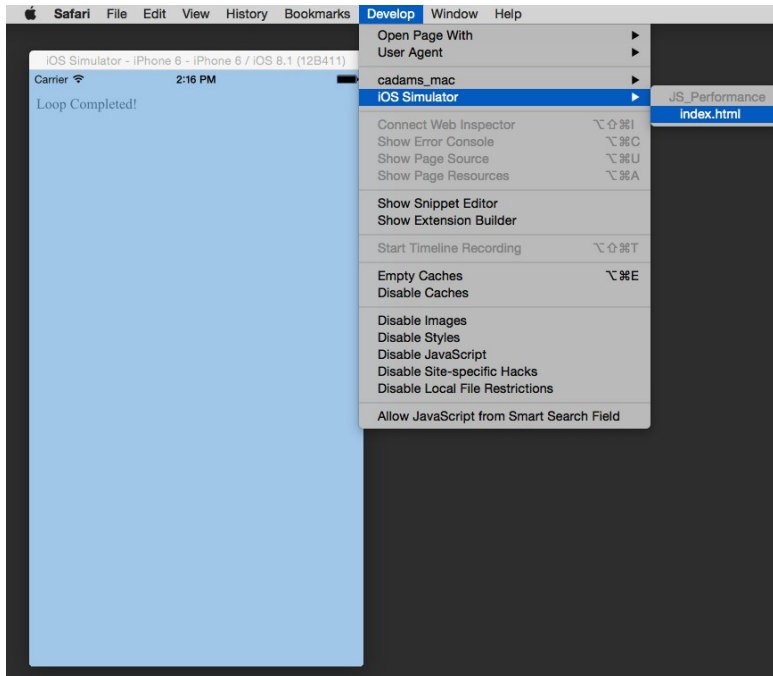 Safari File Edit View History Bookmarks Develop Window Help
iOS Simulator - iPhone 6 - iPhone 6 / iOS 8.1 (12B411)
Carrier 2:16 PM
Loop Completed!
Open Page With ▶
User Agent ▶
cadams_mac ▶
iOS Simulator ▶
JS_Performance
index.html
Connect Web Inspector ⌥⇧⌘I
Show Error Console ⌥⌘C
Show Page Source ⌥⌘U
Show Page Resources ⌥⌘A
Show Snippet Editor
Show Extension Builder
Start Timeline Recording ⌥⇧⌘T
Empty Caches ⌥⌘E
Disable Caches
Disable Images
Disable Styles
Disable JavaScript
Disable Site-specific Hacks
Disable Local File Restrictions
Allow JavaScript from Smart Search Field